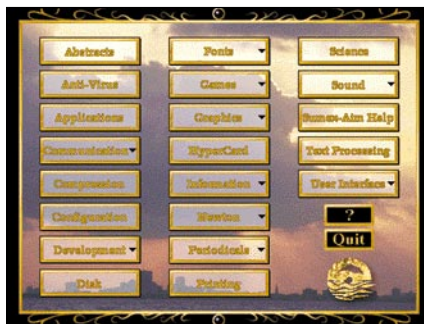 Abstracts
Anti-Virus
Applications
Communication
Compression
Configuration
Development
Disk
Fonts
Games
Graphics
HyperCard
Information
Newton
Periodicals
Printing
Science
Sound
Sumex-Aim Help
Text Processing
User Interface
?
Quit